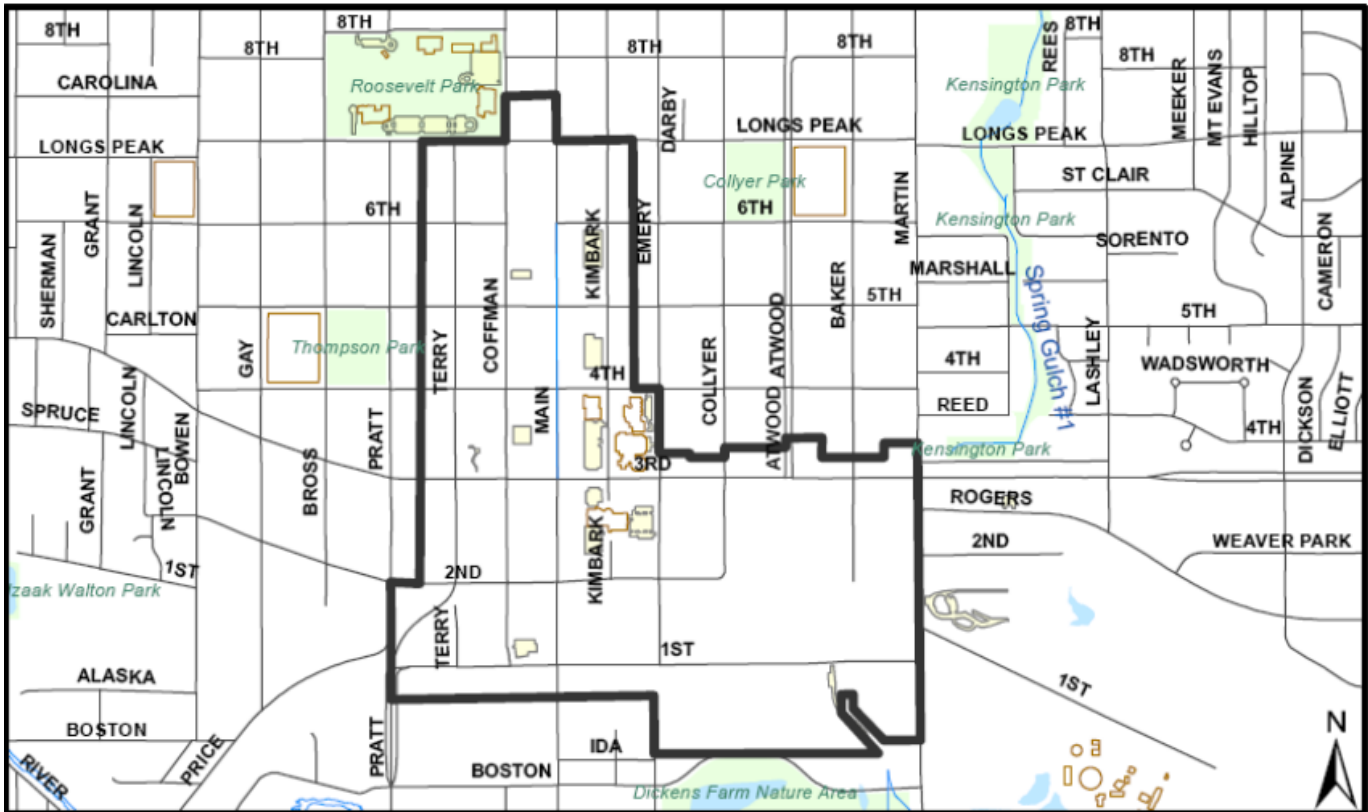 8TH
8TH
8TH
8TH
8TH
8TH
8TH
REES
CAROLINA
Roosevelt Park
Kensington Park
MEEKER
MT EVANS
HILLTOP
DARBY
LONGS PEAK
LONGS PEAK
LONGS PEAK
ST CLAIR
ALPINE
Collyer Park
6TH
6TH
GRANT
LINCOLN
SHERMAN
KIMBARK
EMERY
MARTIN
Kensington Park
SORENTO
MARSHALL
CAMERON
Spring Gulch #1
BAKER
5TH
5TH
CARLTON
GAY
Thompson Park
TERRY
COFFMAN
ATWOOD
4TH
4TH
LASHLEY
WADSWORTH
SPRUCE
LINCOLN
BOWEN
PRATT
MAIN
COLLYER
REED
DICKSON
ELLIOTT
4TH
ATWOOD
Kensington Park
3RD
GRANT
LINCOLN
BROSS
ROGERS
KIMBARK
2ND
WEAVER PARK
1ST
2ND
zaak Walton Park
TERRY
1ST
ALASKA
1ST
BOSTON
PRATT
PRICE
IDA
BOSTON
RIVER
Dickens Farm Nature Area
N